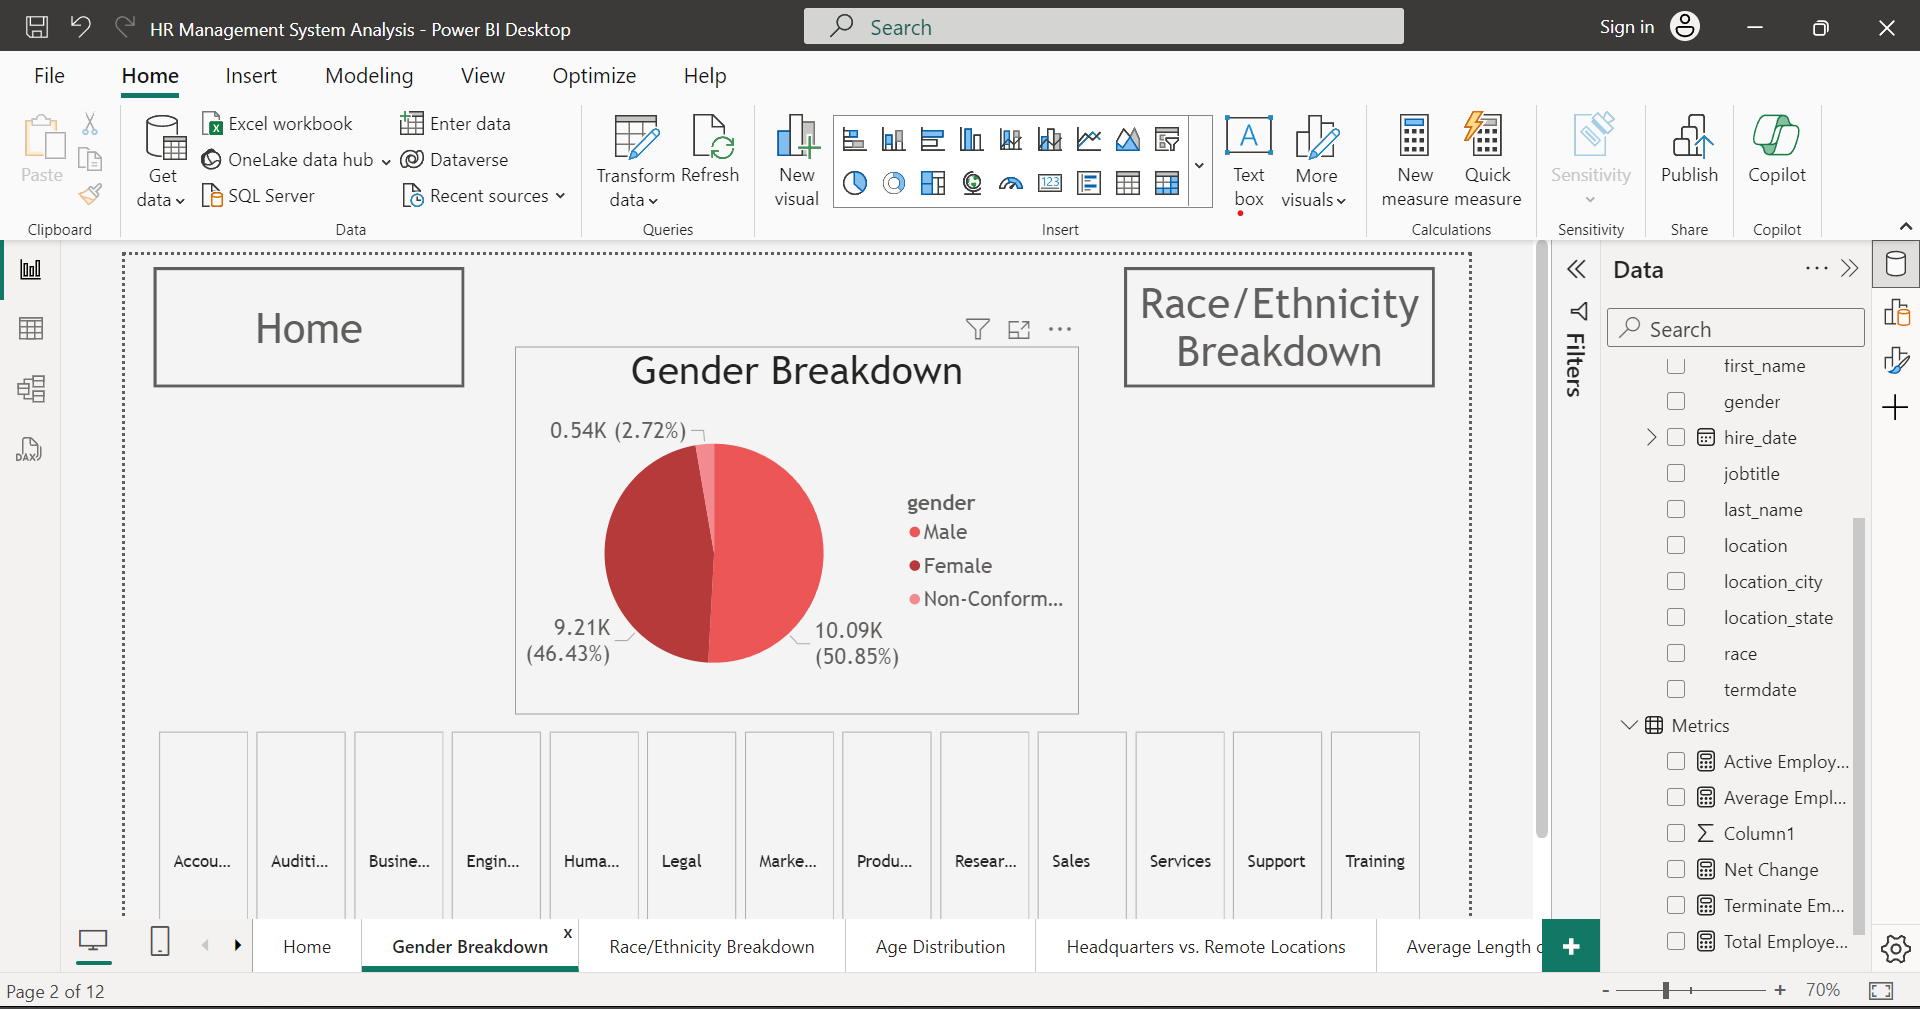 HR Management System Analysis - Power BI Desktop
Search
Sign in
File
Home
Insert
Modeling
View
Optimize
Help
Paste
Clipboard
Get
data
Excel workbook
OneLake data hub
SQL Server
Enter data
Dataverse
Recent sources
Data
Transform
data
Refresh
Queries
New
visual
123
A
Text
box
More
visuals
Insert
New
measure
Quick
measure
Calculations
Sensitivity
Sensitivity
Publish
Share
Copilot
Copilot
DAX
Home
Race/Ethnicity
Breakdown
Gender Breakdown
0.54K (2.72%)
9.21K
(46.43%)
10.09K
(50.85%)
gender
Male
Female
Non-Conform...
Accou...
Auditi...
Busine...
Engin...
Huma...
Legal
Marke...
Produ...
Resear...
Sales
Services
Support
Training
Filters
Data
Search
first_name
gender
hire_date
jobtitle
last_name
location
location_city
location_state
race
termdate
Metrics
Active Employ...
Average Empl...
Column1
Net Change
Terminate Em...
Total Employe...
Home
Gender Breakdown
x
Race/Ethnicity Breakdown
Age Distribution
Headquarters vs. Remote Locations
Average Length
Page 2 of 12
- + 70%